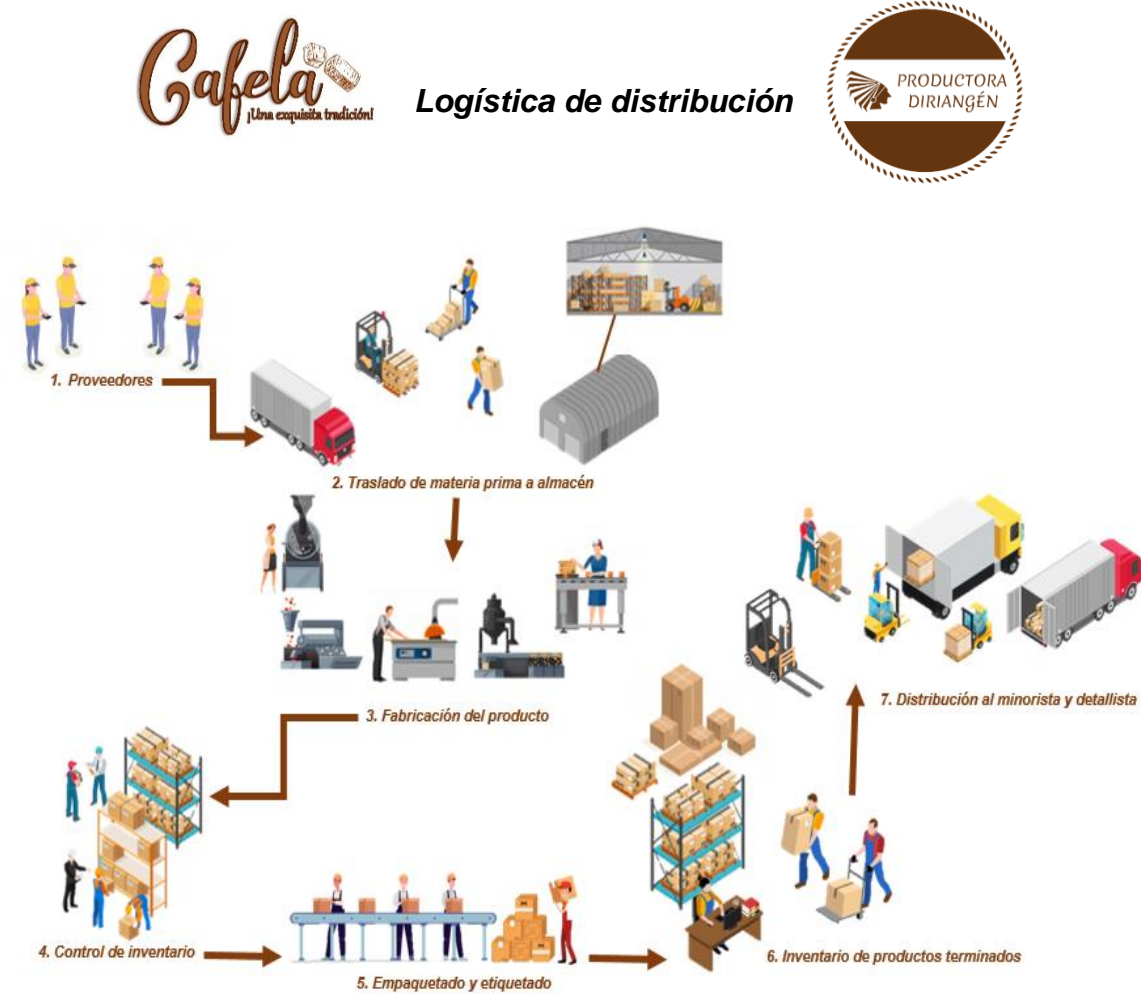 Cafela
¡Una exquisita tradición!
Logística de distribución
PRODUCTORA
DIRIANGÉN
1. Proveedores
2. Traslado de materia prima a almacén
3. Fabricación del producto
7. Distribución al minorista y detallista
4. Control de inventario
6. Inventario de productos terminados
5. Empaquetado y etiquetado